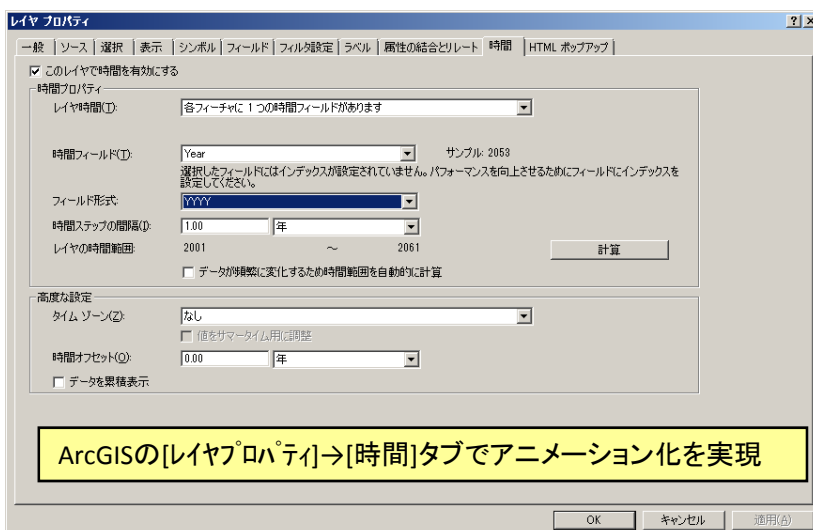 レイヤ プロパティ
一般 ソース 選択 表示 シンボル フィールド フィルタ設定 ラベル 属性の結合とリレート 時間 HTML ポップアップ
このレイヤで時間を有効にする
時間プロパティ
レイヤ時間(T): 各フィーチャに 1 つの時間フィールドがあります
時間フィールド(T): Year サンプル: 2053
選択したフィールドにはインデックスが設定されていません。パフォーマンスを向上させるためにフィールドにインデックスを
設定してください。
フィールド形式: YYYY
時間ステップの間隔(I): 1.00 年
レイヤの時間範囲: 2001 ~ 2061 計算
データが頻繁に変化するため時間範囲を自動的に計算
高度な設定
タイム ゾーン(Z): なし
値をサマータイム用に調整
時間オフセット(O): 0.00 年
データを累積表示
ArcGISの[レイヤプロパティ]→[時間]タブでアニメーション化を実現
OK キャンセル 適用(A)